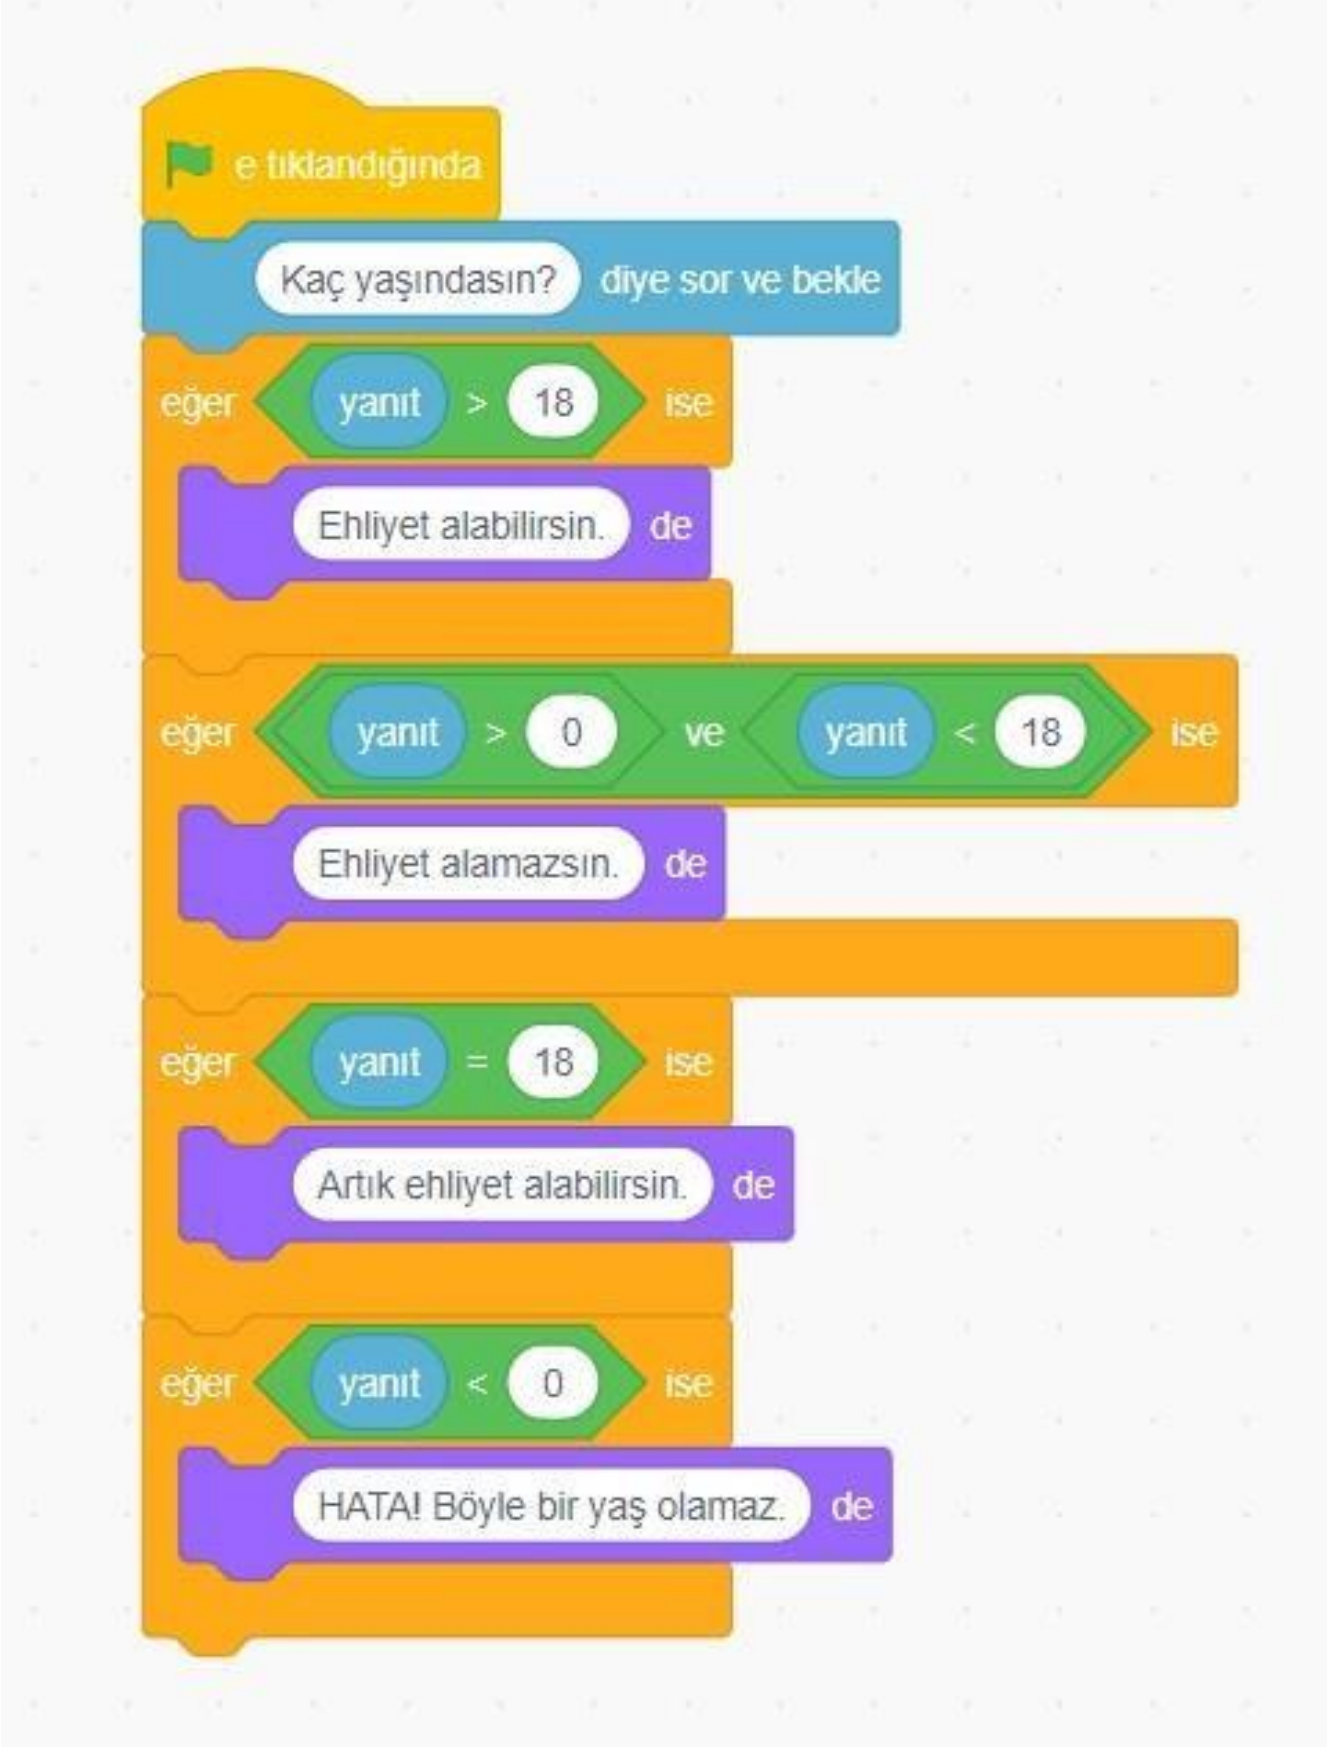 e tıklandığında
Kaç yaşındasın? diye sor ve bekle
eğer yanıt > 18 ise
Ehliyet alabilirsin. de
eğer yanıt > 0 ve yanıt < 18 ise
Ehliyet alamazsın. de
eğer yanıt = 18 ise
Artık ehliyet alabilirsin. de
eğer yanıt < 0 ise
HATA! Böyle bir yaş olamaz. de